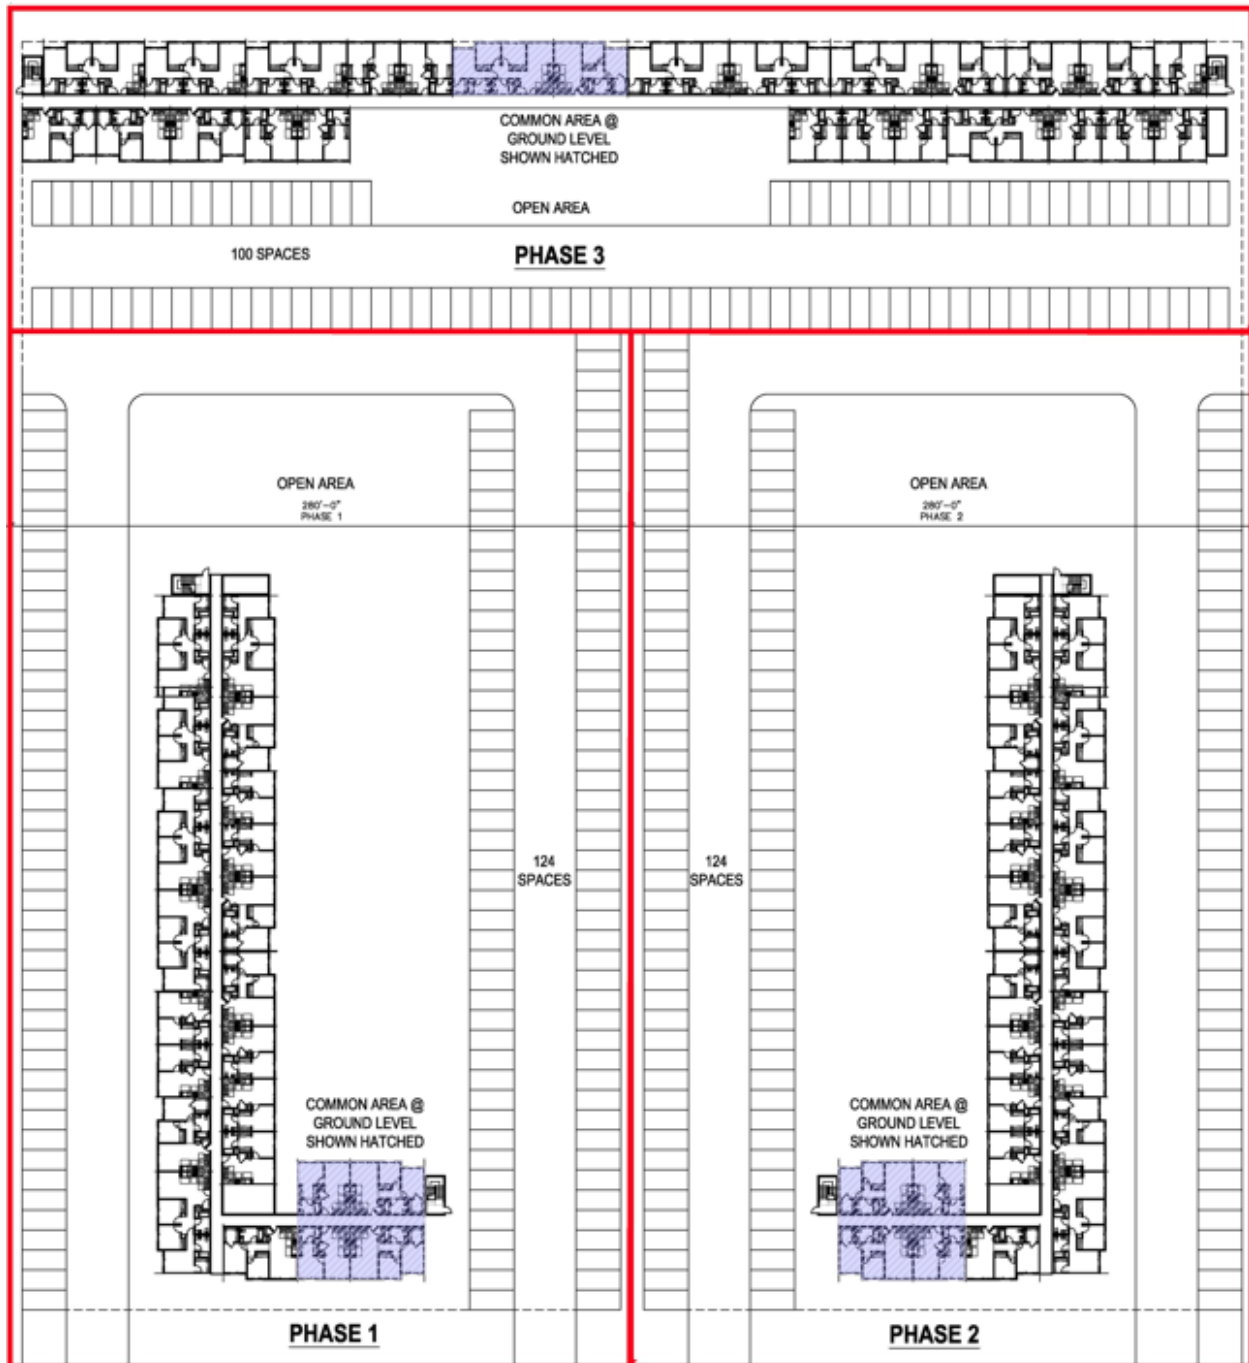 COMMON AREA @
GROUND LEVEL
SHOWN HATCHED
OPEN AREA
100 SPACES
PHASE 3
OPEN AREA
280'-0"
PHASE 1
OPEN AREA
280'-0"
PHASE 2
124
SPACES
124
SPACES
COMMON AREA @
GROUND LEVEL
SHOWN HATCHED
COMMON AREA @
GROUND LEVEL
SHOWN HATCHED
PHASE 1
PHASE 2